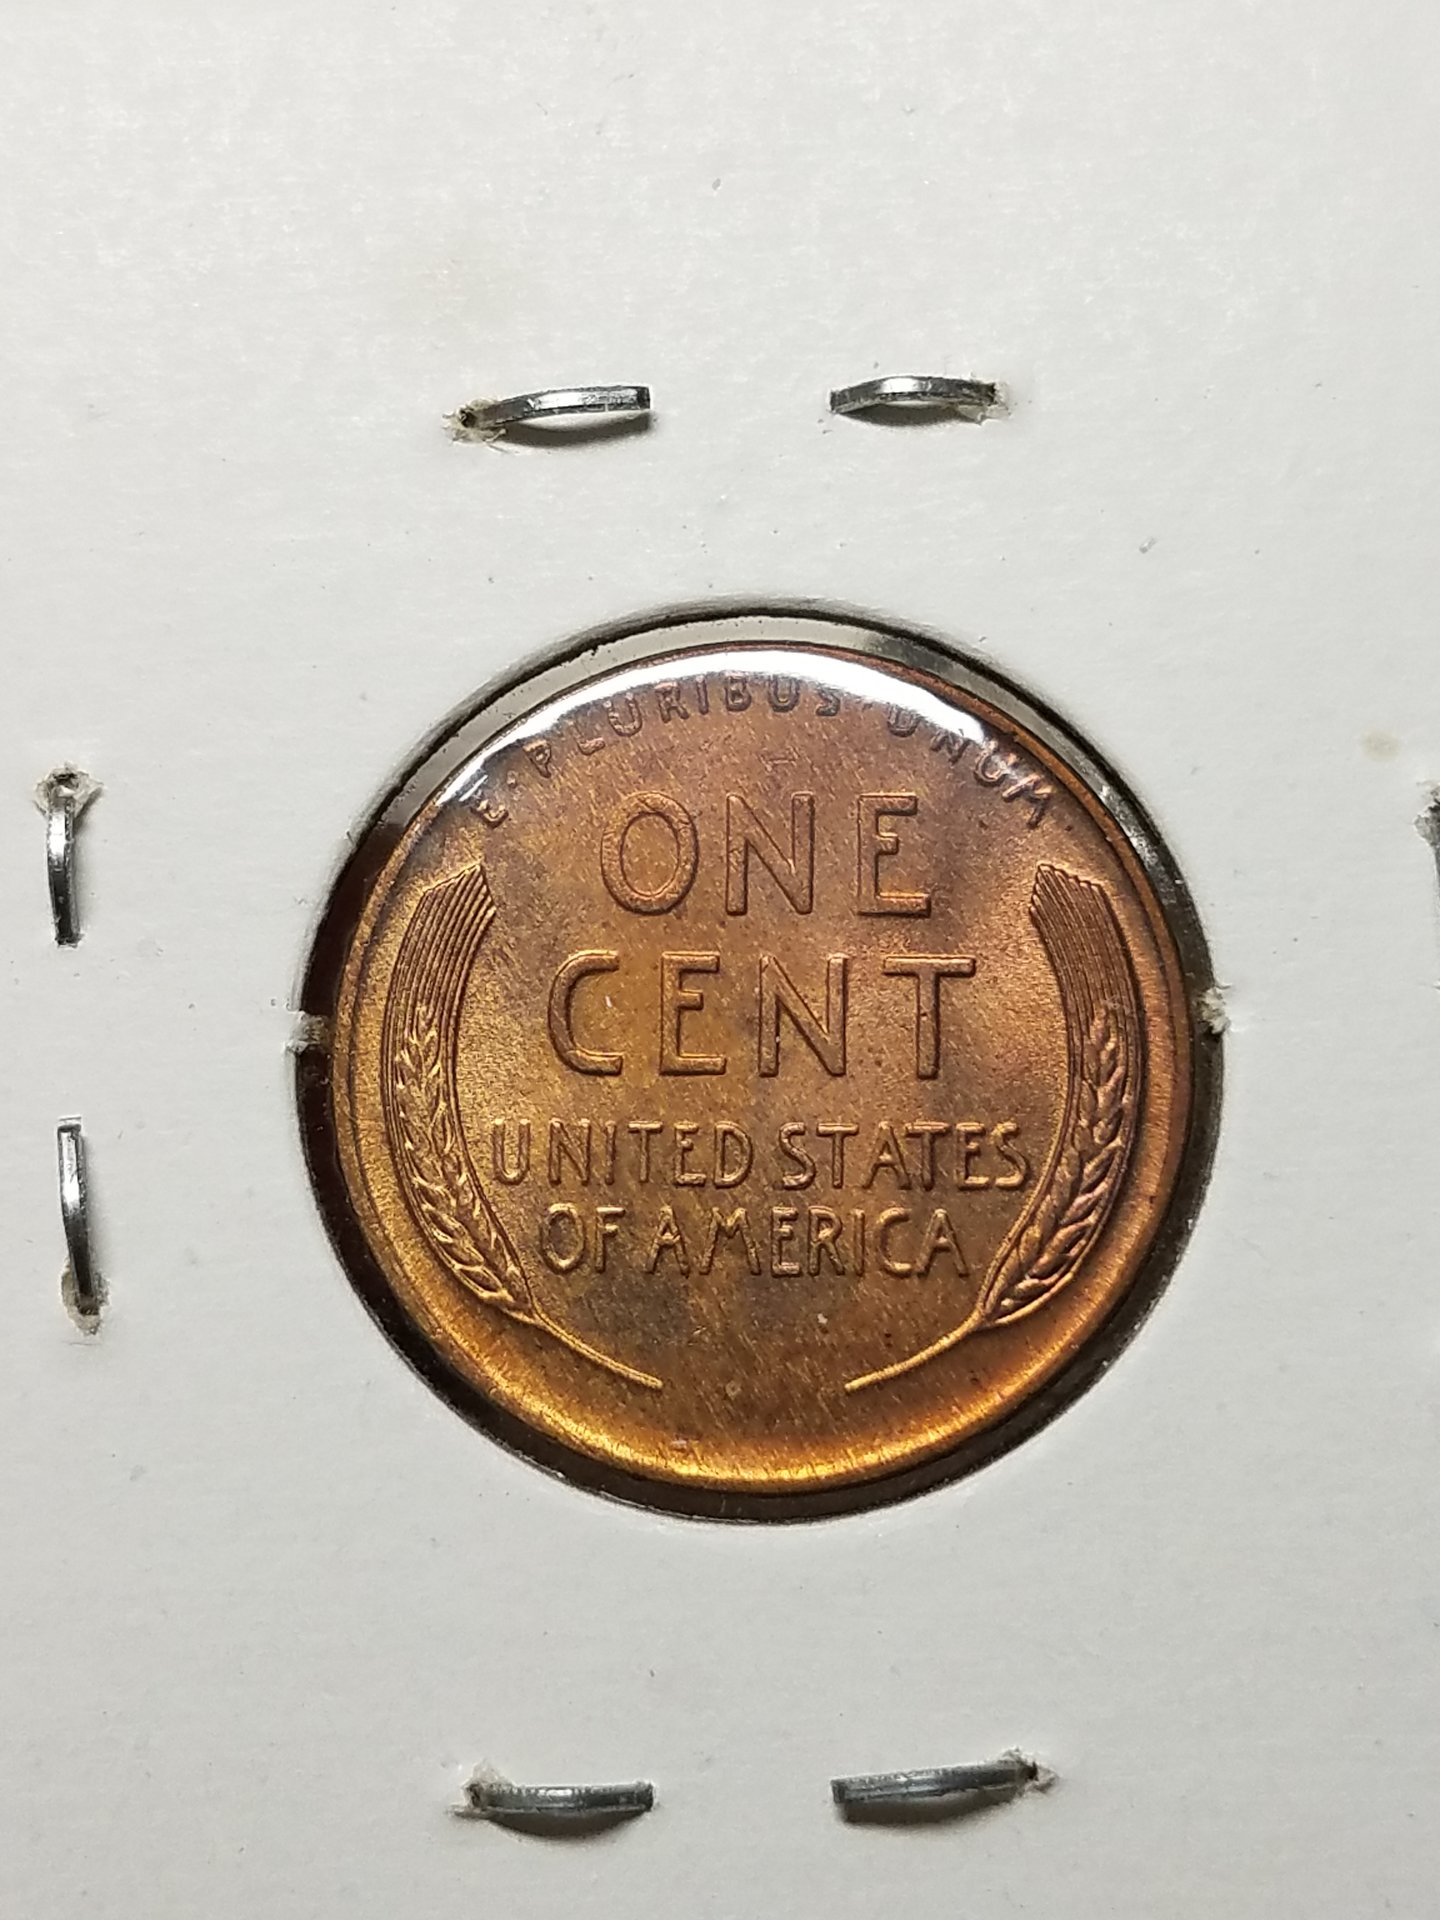 E·PLURIBUS·UNUM
ONE
CENT
UNITED STATES
OF AMERICA